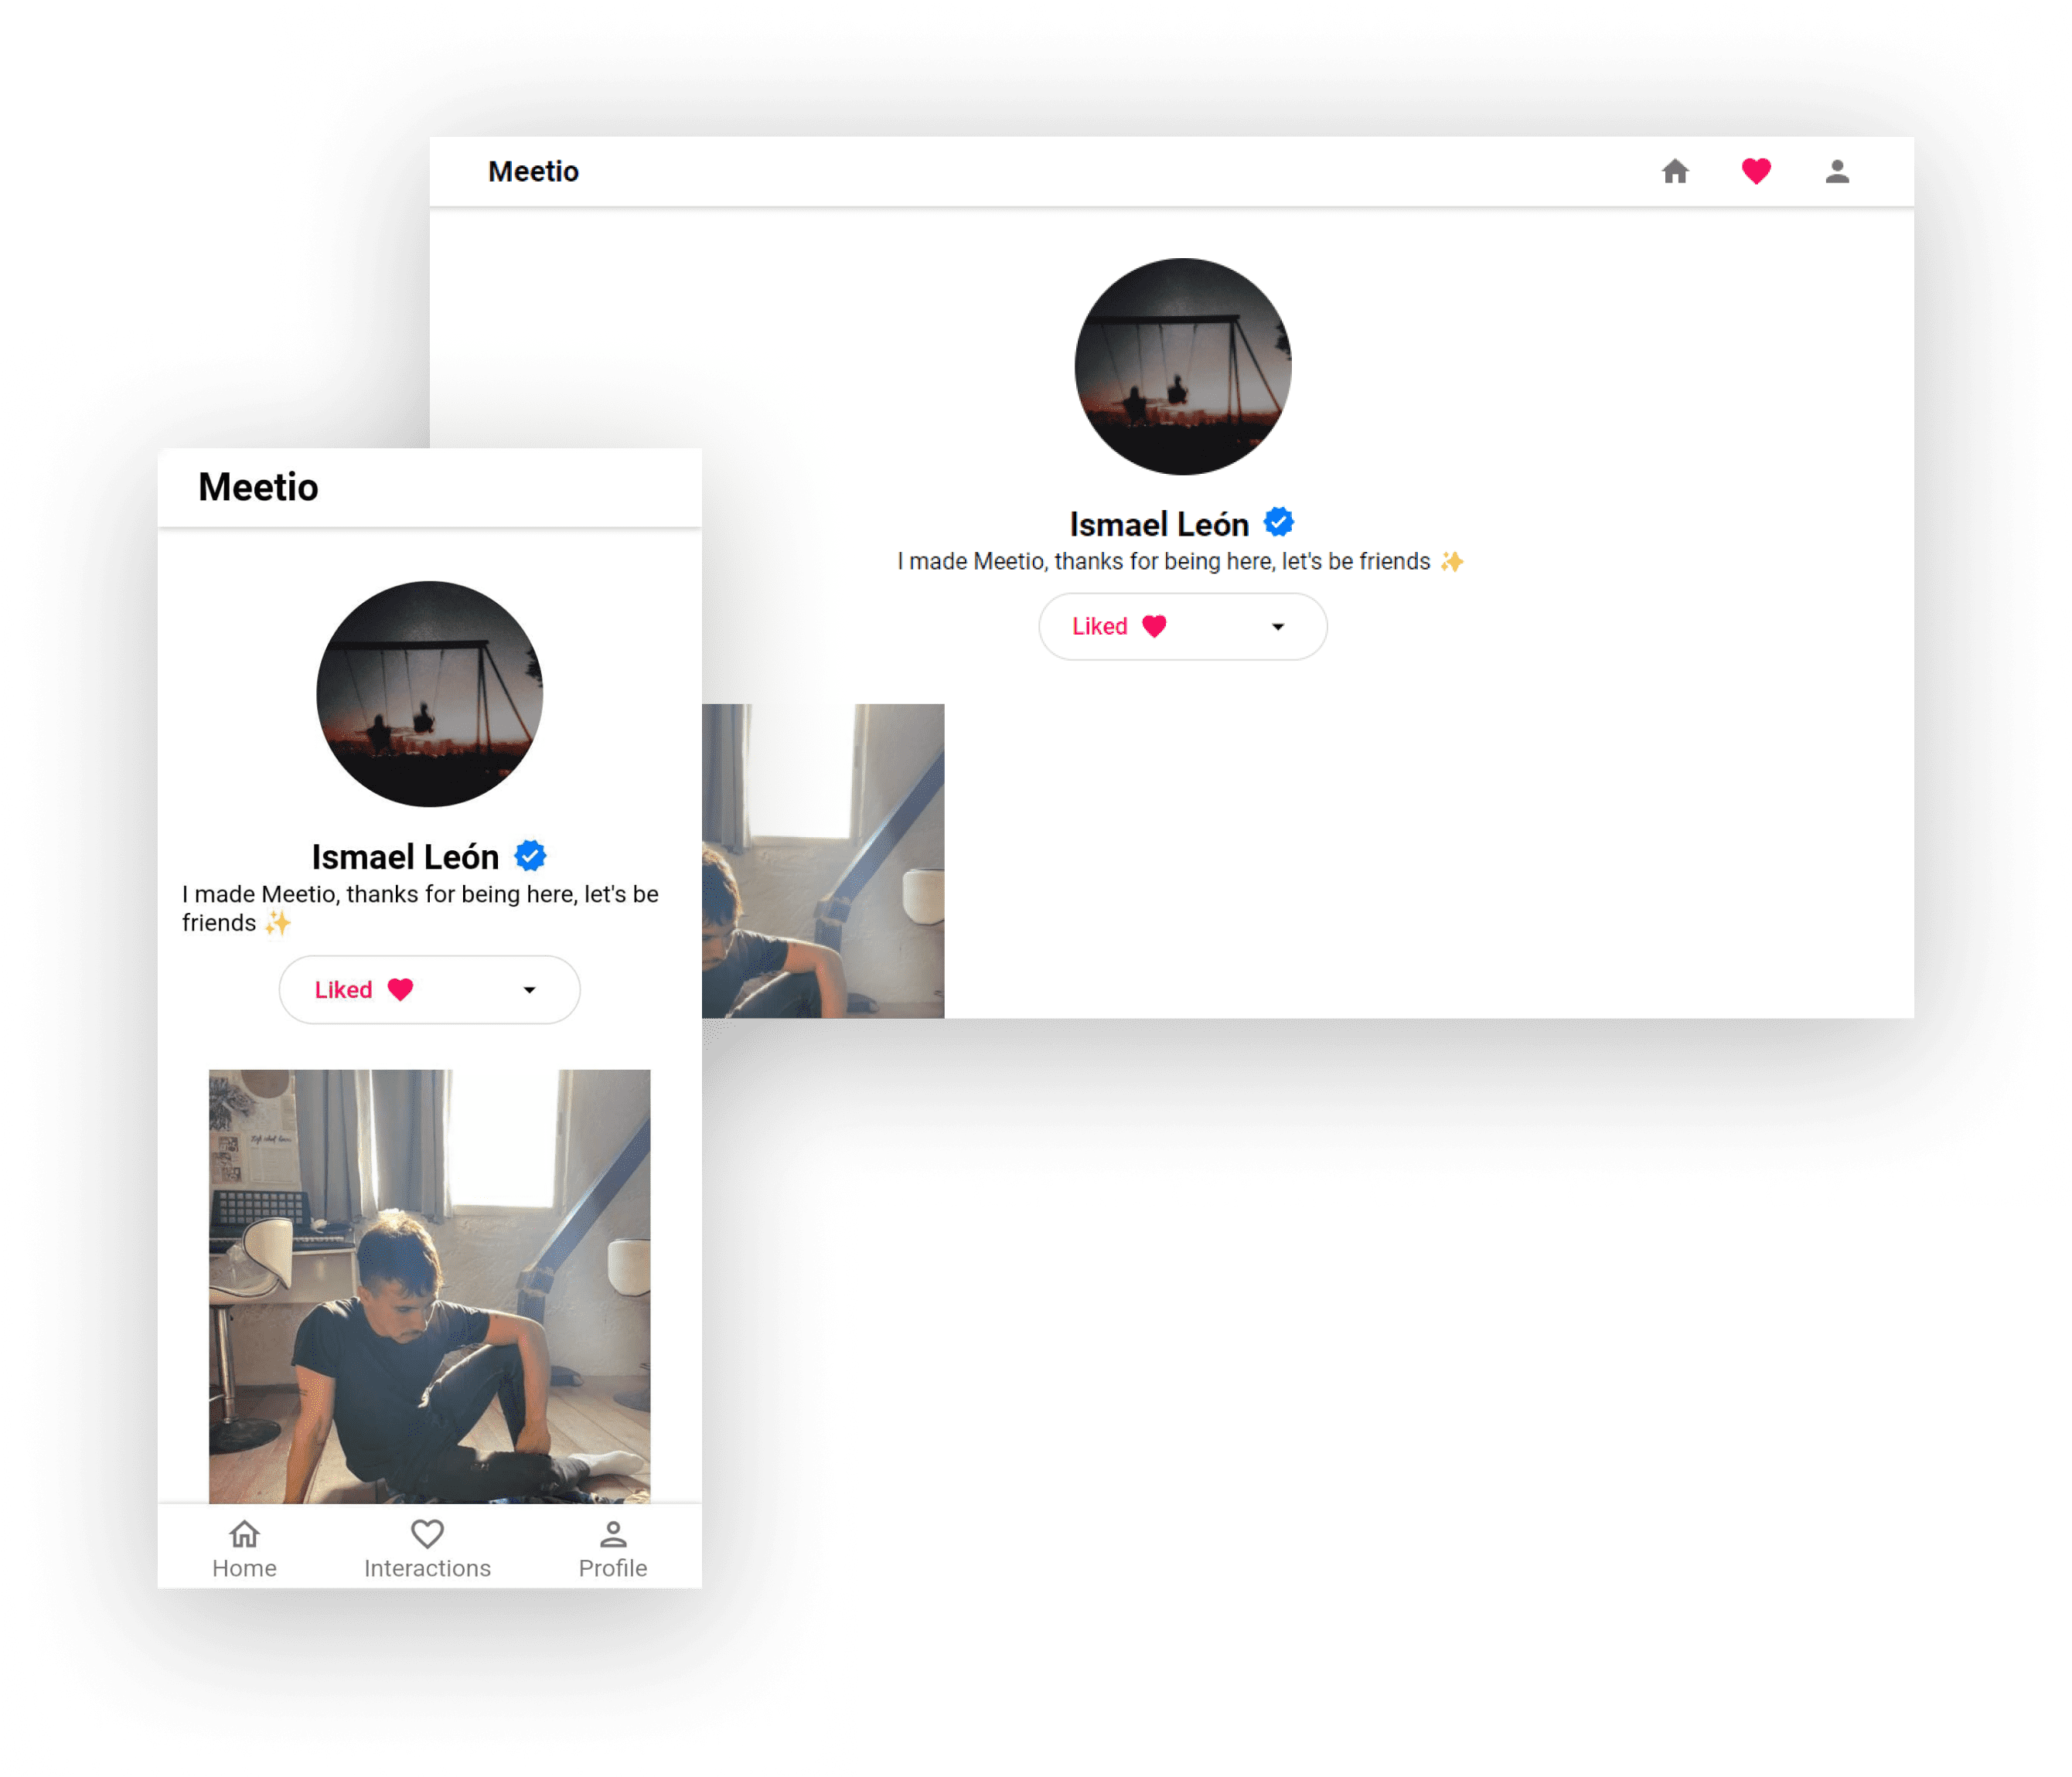 Meetio
Ismael León
I made Meetio, thanks for being here, let's be friends ✨
Liked
Meetio
Ismael León
I made Meetio, thanks for being here, let's be
friends ✨
Liked
Home
Interactions
Profile